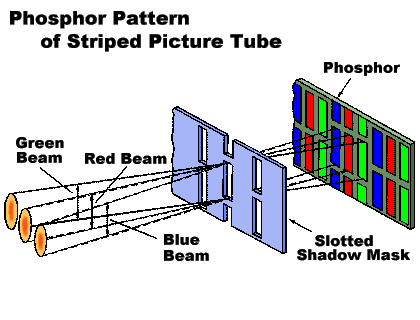 Phosphor Pattern
of Striped Picture Tube
Phosphor
Green
Beam
Red Beam
Blue
Beam
Slotted
Shadow Mask